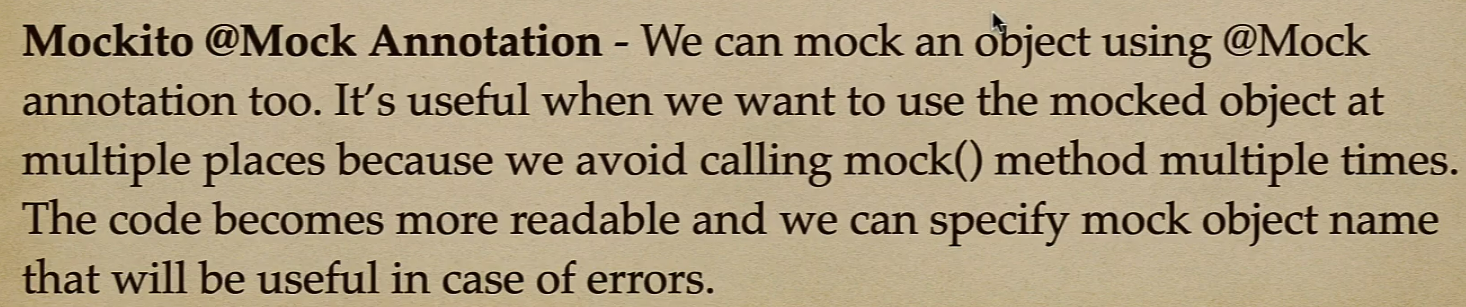 Mockito @Mock Annotation - We can mock an object using @Mock
annotation too. It’s useful when we want to use the mocked object at
multiple places because we avoid calling mock() method multiple times.
The code becomes more readable and we can specify mock object name
that will be useful in case of errors.